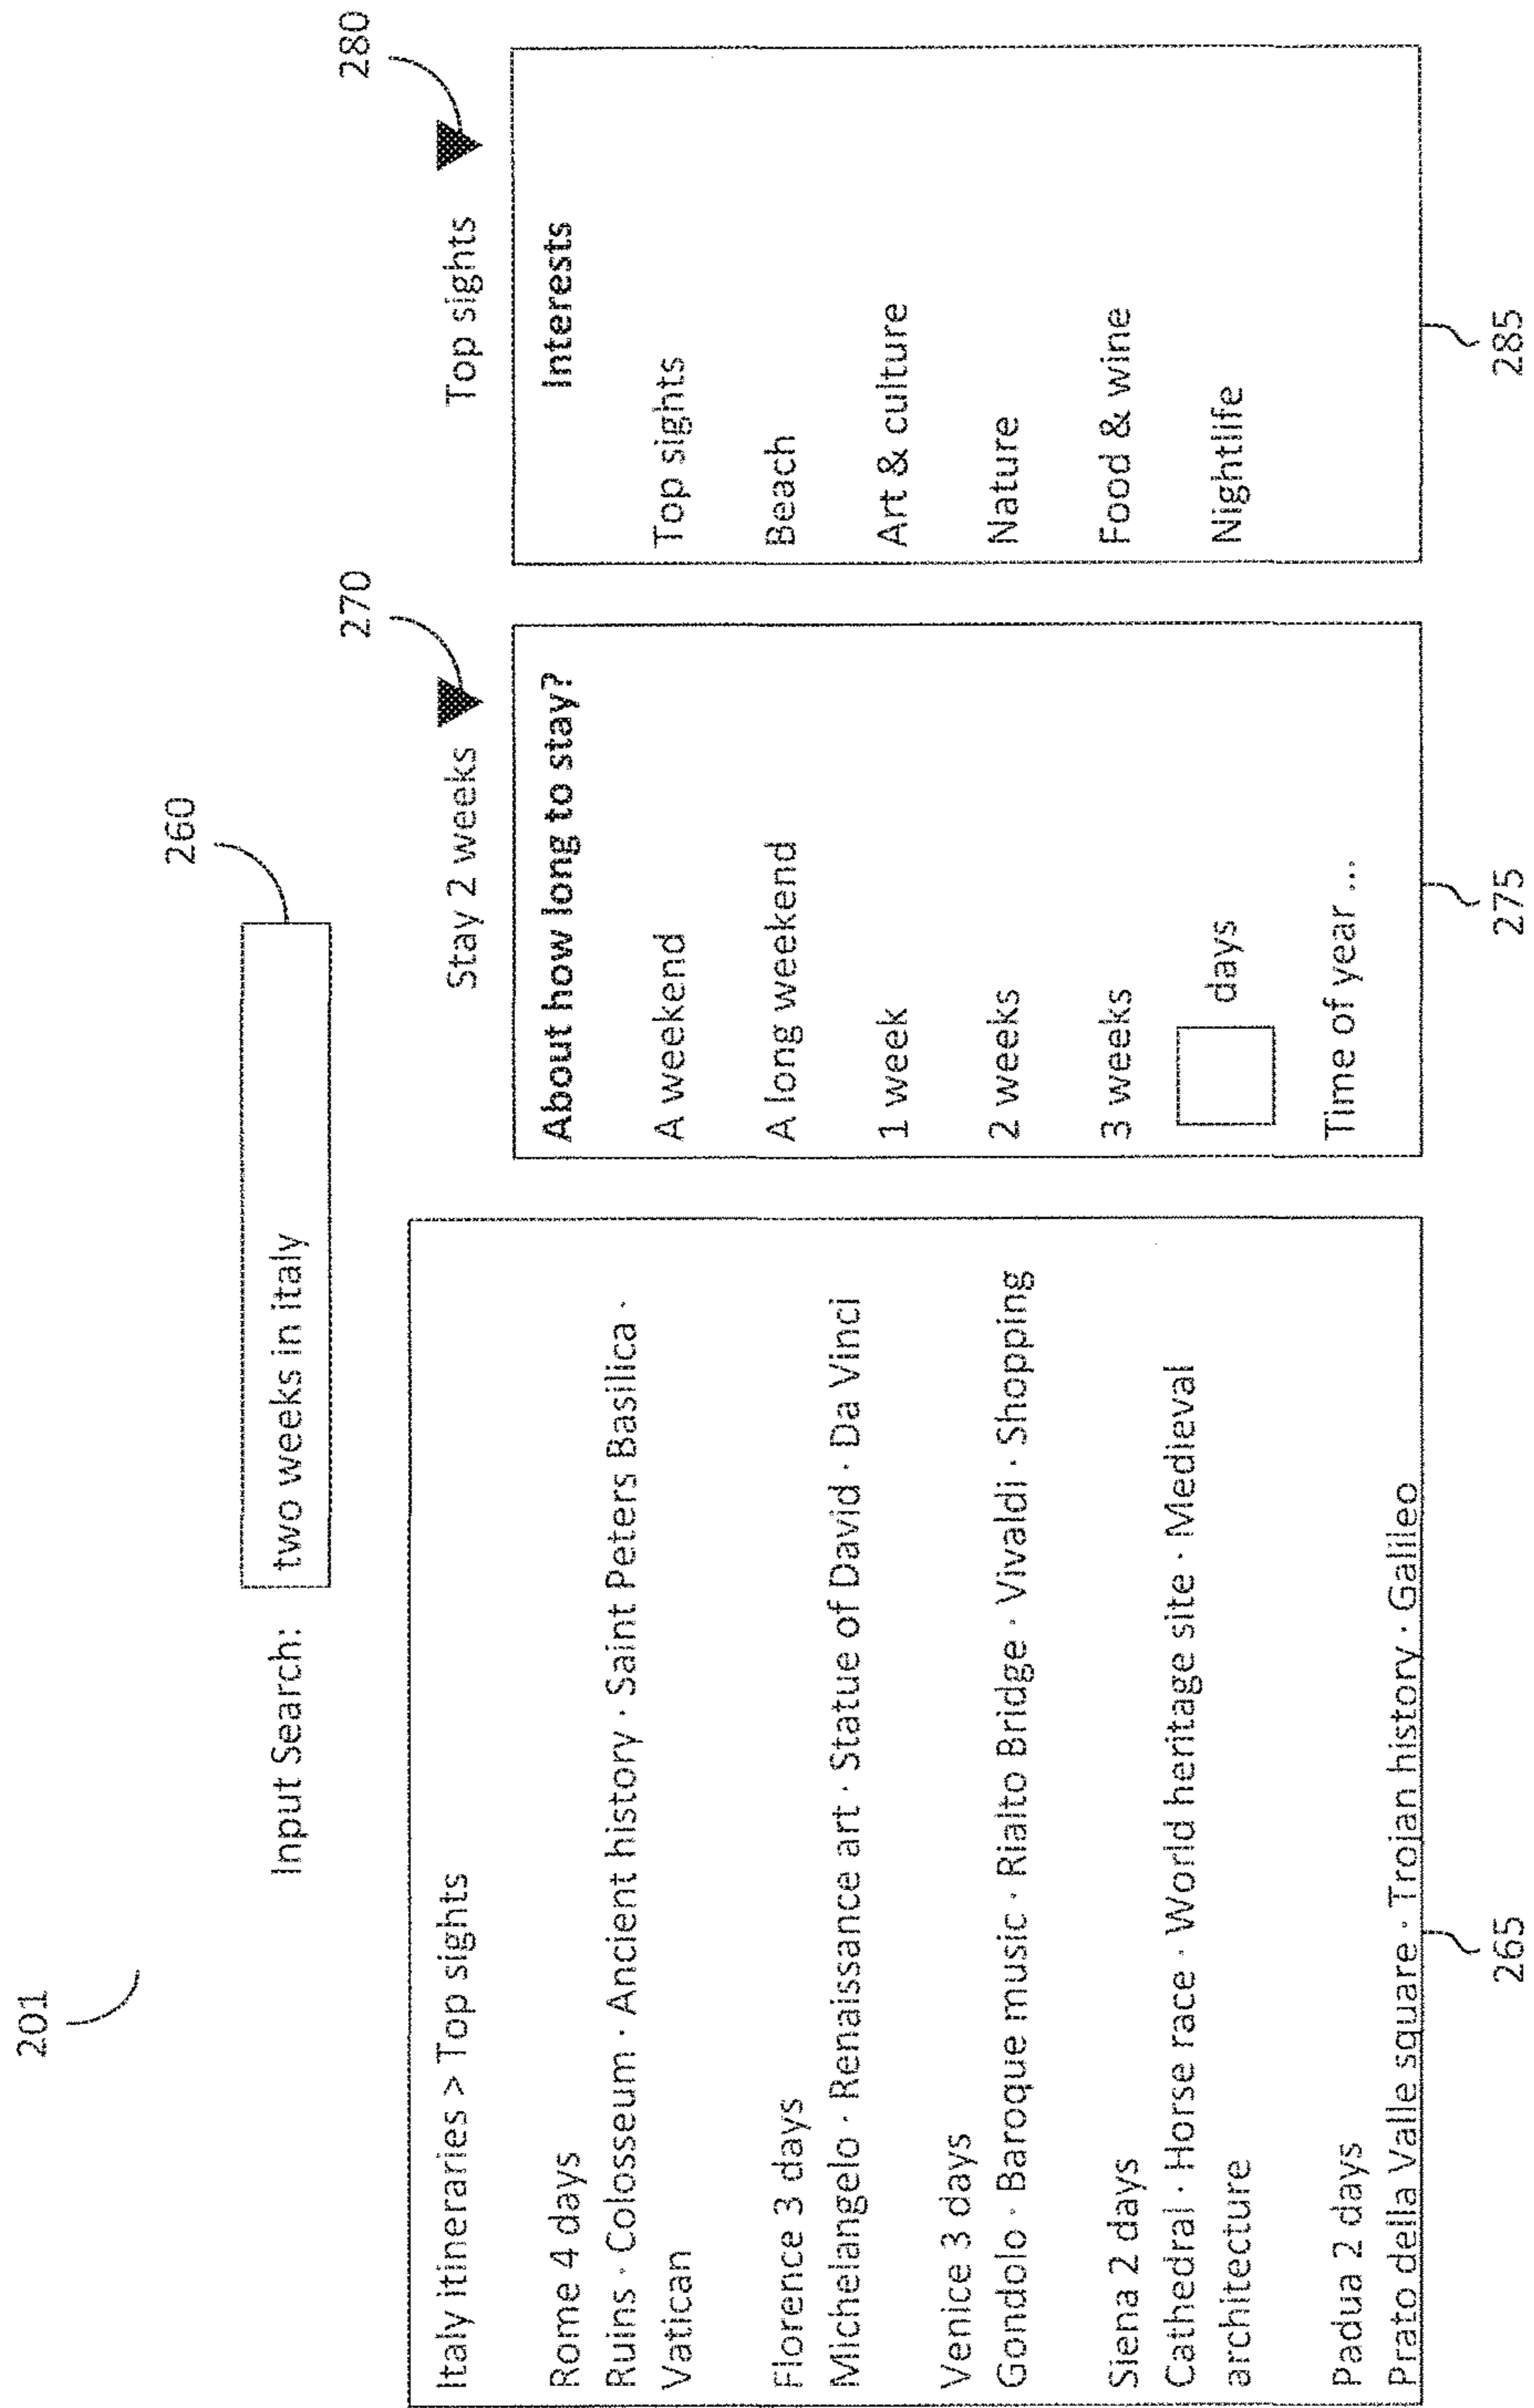 201
260
Input Search: two weeks in italy
Italy itineraries > Top sights
Rome 4 days
Ruins · Colosseum · Ancient history · Saint Peters Basilica ·
Vatican
Florence 3 days
Michelangelo · Renaissance art · Statue of David · Da Vinci
Venice 3 days
Gondolo · Baroque music · Rialto Bridge · Vivaldi · Shopping
Siena 2 days
Cathedral · Horse race · World heritage site · Medieval
architecture
Padua 2 days
Prato della Valle square · Trojan history · Galileo
265
270
Stay 2 weeks
About how long to stay?
A weekend
A long weekend
1 week
2 weeks
3 weeks
days
Time of year ...
275
280
Top sights
Interests
Top sights
Beach
Art & culture
Nature
Food & wine
Nightlife
285